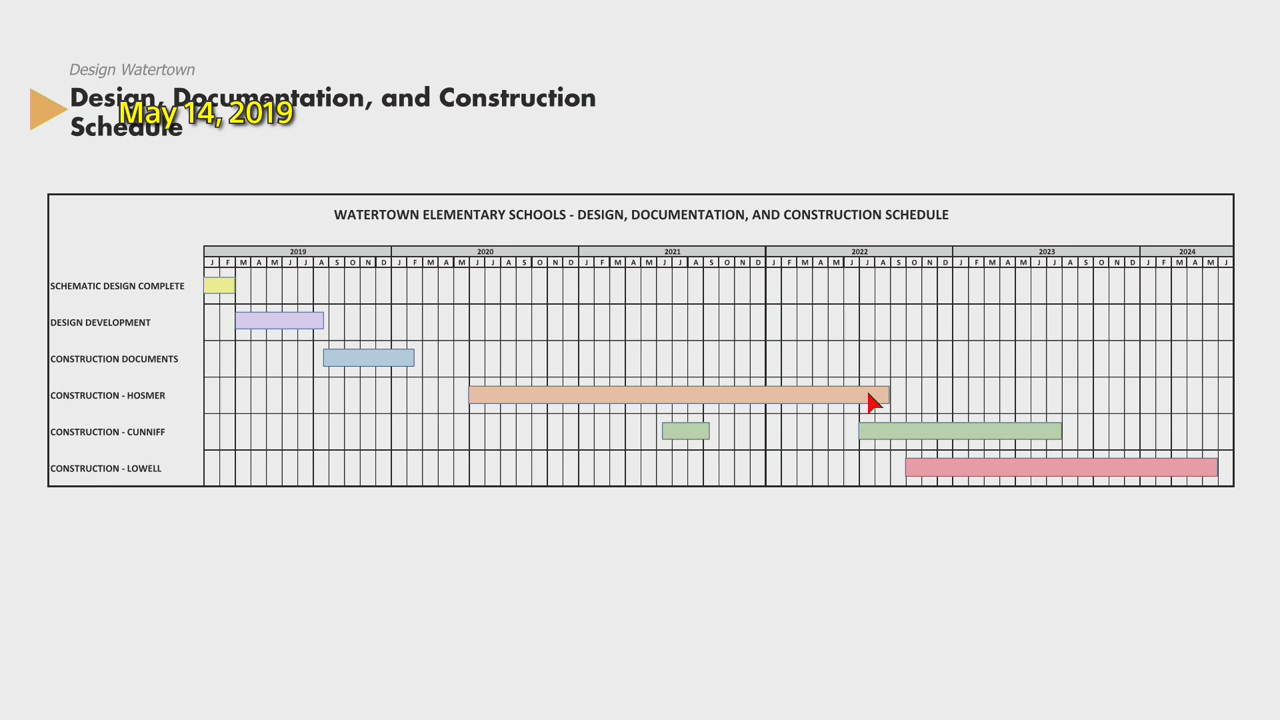 Design Watertown
Design, Documentation, and Construction
Schedule
May 14, 2019
WATERTOWN ELEMENTARY SCHOOLS - DESIGN, DOCUMENTATION, AND CONSTRUCTION SCHEDULE
2019 2020 2021 2022 2023 2024
J F M A M J J A S O N D J F M A M J J A S O N D J F M A M J J A S O N D J F M A M J J A S O N D J F M A M J J A S O N D J F M A M J
SCHEMATIC DESIGN COMPLETE
DESIGN DEVELOPMENT
CONSTRUCTION DOCUMENTS
CONSTRUCTION - HOSMER
CONSTRUCTION - CUNNIFF
CONSTRUCTION - LOWELL